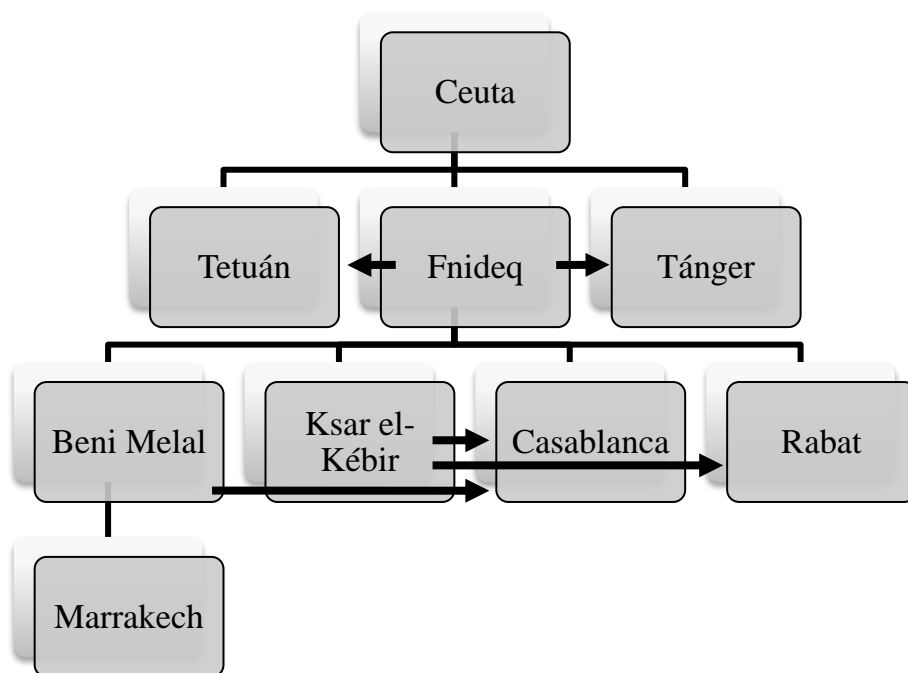 Ceuta
Tetuán
Fnideq
Tánger
Beni Melal
Ksar el-
Kébir
Casablanca
Rabat
Marrakech